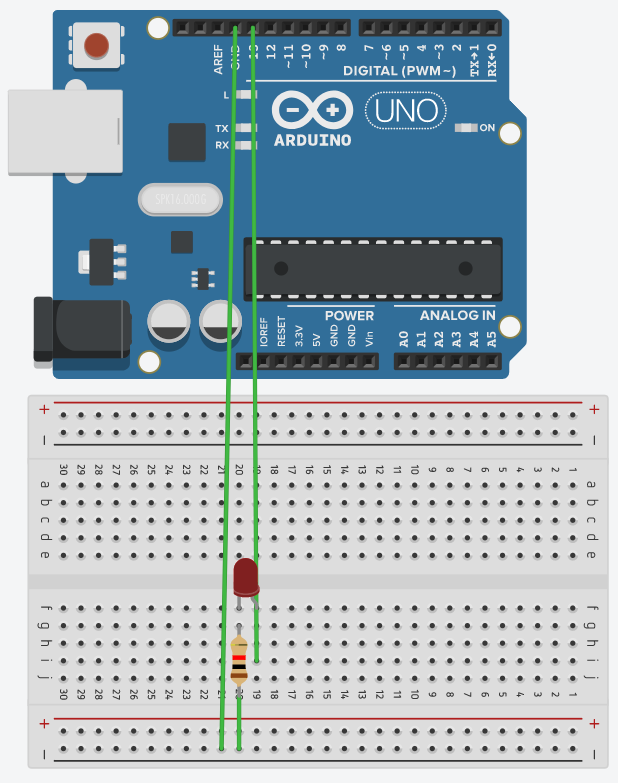 AREF
GND
13
12
~11
~10
~9
8
7
~6
~5
4
~3
2
TX→1
RX←0
DIGITAL (PWM~)
L
TX
RX
ARDUINO
UNO
ON
SPK16.000G
POWER
ANALOG IN
IOREF
RESET
3.3V
5V
GND
GND
Vin
A0
A1
A2
A3
A4
A5
+ +
− −
30 29 28 27 26 25 24 23 22 21 20 19 18 17 16 15 14 13 12 11 10 9 8 7 6 5 4 3 2 1
a a
b b
c c
d d
e e
f f
g g
h h
i i
j j
30 29 28 27 26 25 24 23 22 21 20 19 18 17 16 15 14 13 12 11 10 9 8 7 6 5 4 3 2 1
+ +
− −